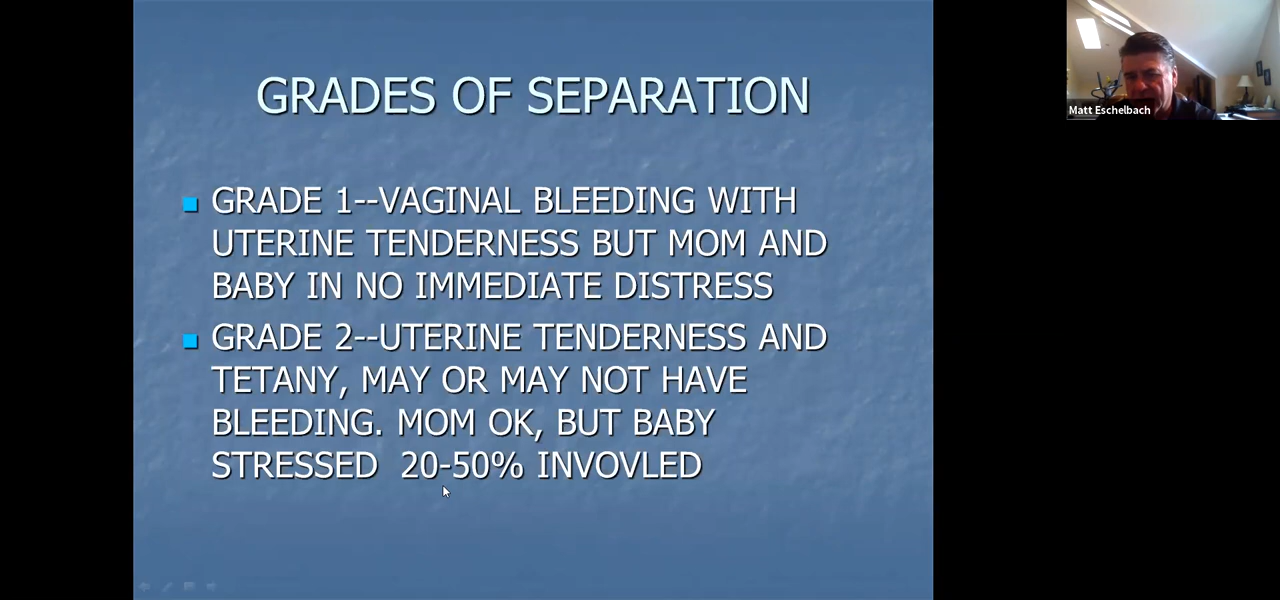 GRADES OF SEPARATION
GRADE 1--VAGINAL BLEEDING WITH
UTERINE TENDERNESS BUT MOM AND
BABY IN NO IMMEDIATE DISTRESS
GRADE 2--UTERINE TENDERNESS AND
TETANY, MAY OR MAY NOT HAVE
BLEEDING. MOM OK, BUT BABY
STRESSED  20-50% INVOVLED
Matt Eschelbach